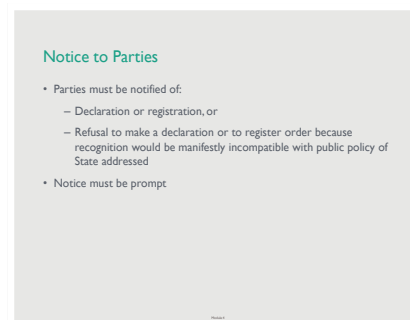 Notice to Parties
• Parties must be notified of:
– Declaration or registration, or
– Refusal to make a declaration or to register order because
recognition would be manifestly incompatible with public policy of
State addressed
• Notice must be prompt